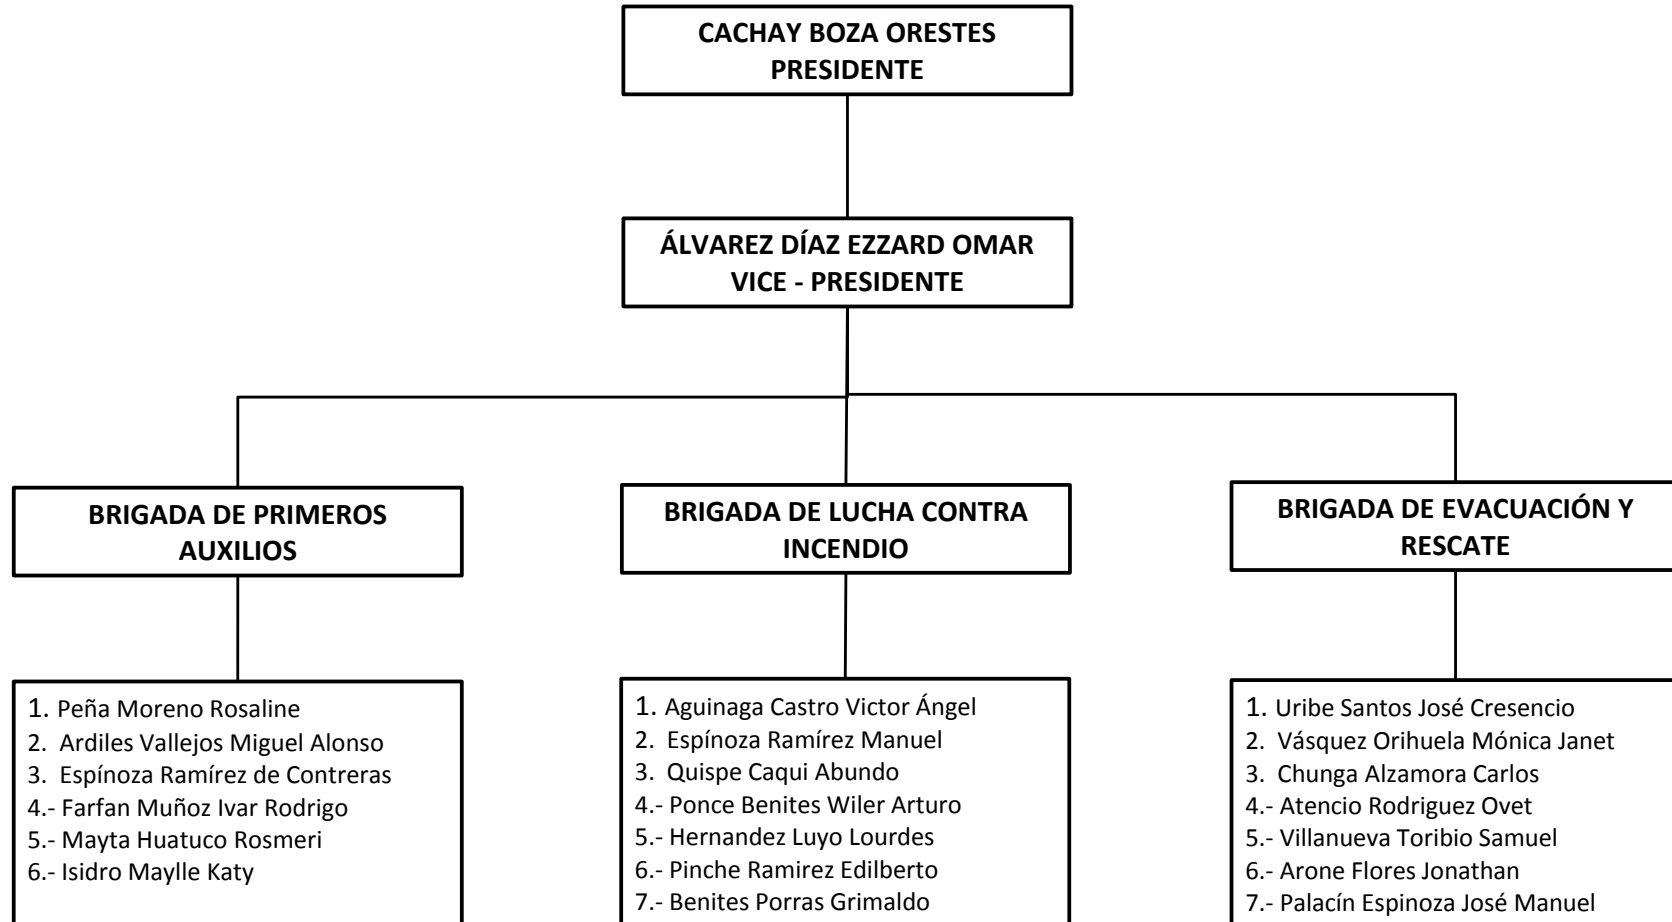 CACHAY BOZA ORESTES
PRESIDENTE
ÁLVAREZ DÍAZ EZZARD OMAR
VICE - PRESIDENTE
BRIGADA DE PRIMEROS
AUXILIOS
BRIGADA DE LUCHA CONTRA
INCENDIO
BRIGADA DE EVACUACIÓN Y
RESCATE
1. Peña Moreno Rosaline
2. Ardiles Vallejos Miguel Alonso
3. Espínoza Ramírez de Contreras
4.- Farfan Muñoz Ivar Rodrigo
5.- Mayta Huatuco Rosmeri
6.- Isidro Maylle Katy
1. Aguinaga Castro Victor Ángel
2. Espínoza Ramírez Manuel
3. Quispe Caqui Abundo
4.- Ponce Benites Wiler Arturo
5.- Hernandez Luyo Lourdes
6.- Pinche Ramirez Edilberto
7.- Benites Porras Grimaldo
1. Uribe Santos José Cresencio
2. Vásquez Orihuela Mónica Janet
3. Chunga Alzamora Carlos
4.- Atencio Rodriguez Ovet
5.- Villanueva Toribio Samuel
6.- Arone Flores Jonathan
7.- Palacín Espinoza José Manuel